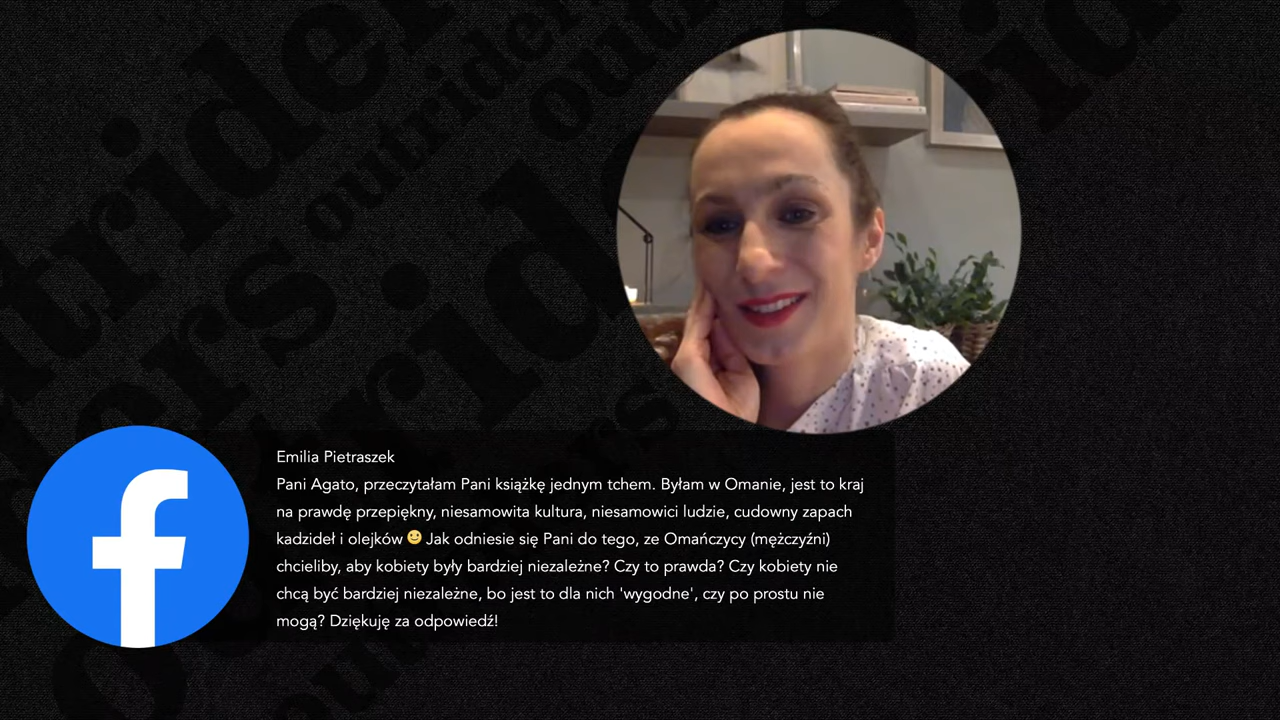 outriders
outriders
outriders
Emilia Pietraszek
Pani Agato, przeczytałam Pani książkę jednym tchem. Byłam w Omanie, jest to kraj
na prawdę przepiękny, niesamowita kultura, niesamowici ludzie, cudowny zapach
kadzideł i olejków 🙂 Jak odniesie się Pani do tego, ze Omańczycy (mężczyźni)
chcieliby, aby kobiety były bardziej niezależne? Czy to prawda? Czy kobiety nie
chcą być bardziej niezależne, bo jest to dla nich 'wygodne', czy po prostu nie
mogą? Dziękuję za odpowiedź!